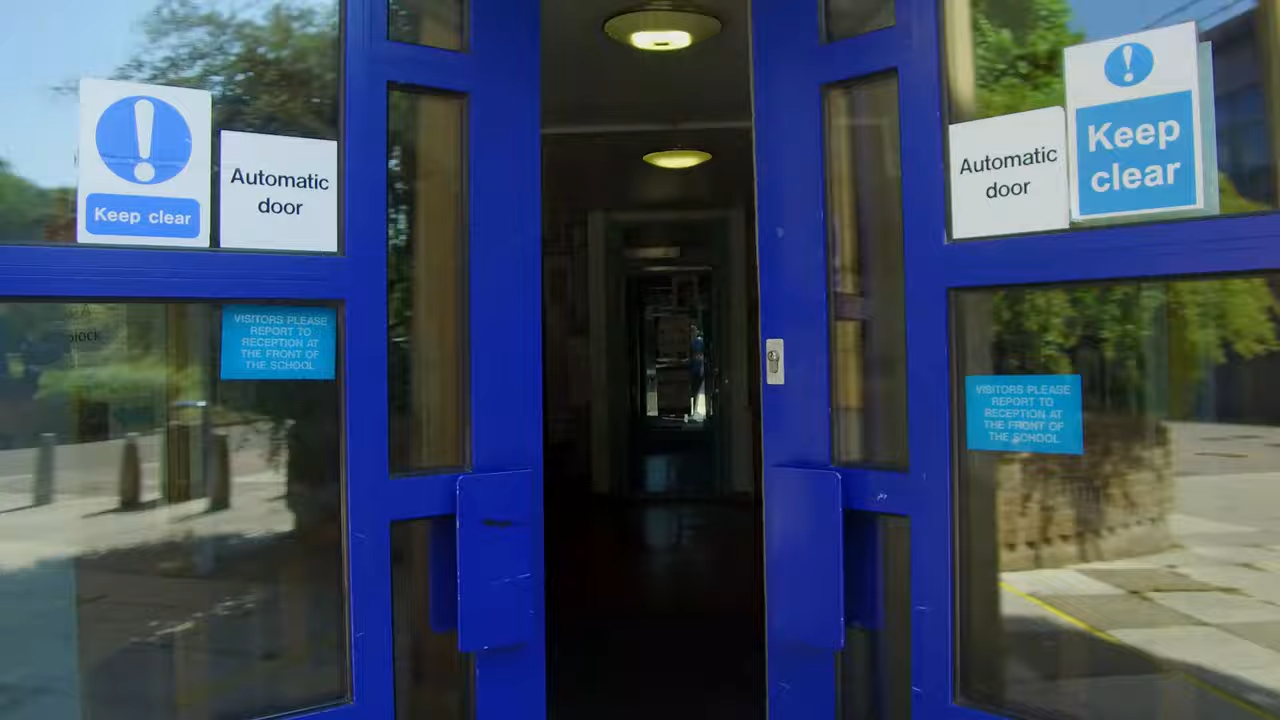 Keep clear
Automatic
door
VISITORS PLEASE
REPORT TO
RECEPTION AT
THE FRONT OF
THE SCHOOL
Automatic
door
Keep
clear
VISITORS PLEASE
REPORT TO
RECEPTION AT
THE FRONT OF
THE SCHOOL